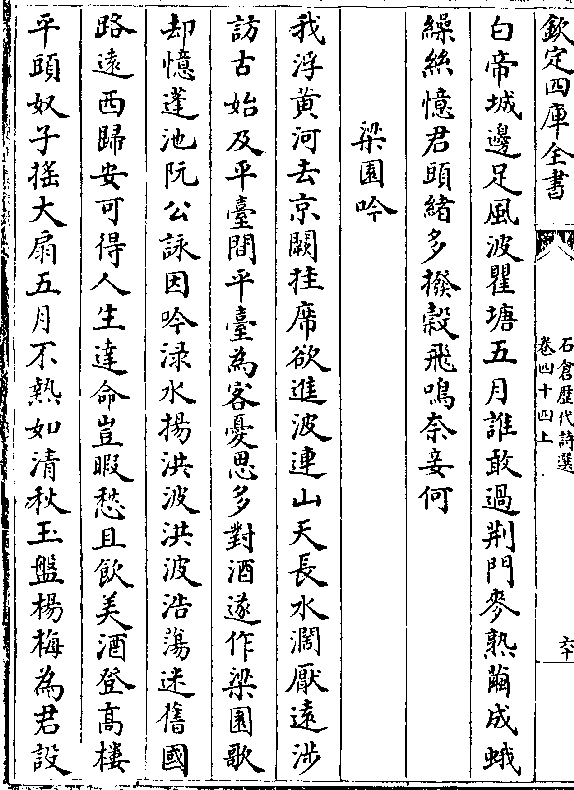 欽定四庫全書
石倉歴代詩選
卷四十四上
六十
白帝城邊足風波瞿塘五月誰敢過荆門麥熟繭成蛾
繰絲憶君頭緒多撥榖飛鳴奈妾何
梁園吟
我浮黄河去京闕挂席欲進波連山天長水濶厭逺涉
訪古始及平臺間平臺為客憂思多對酒遂作梁園歌
却憶蓬池阮公詠因吟渌水揚洪波洪波浩蕩迷舊國
路逺西歸安可得人生達命豈暇愁且飲美酒登髙樓
平頭奴子揺大扇五月不熱如清秋玉盤楊梅為君設